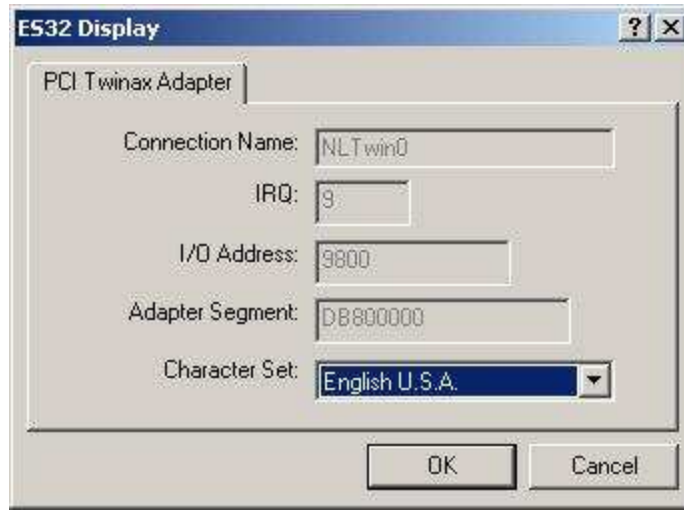 ES32 Display
PCI Twinax Adapter
Connection Name: NLTwin0
IRQ: 9
I/O Address: 9800
Adapter Segment: DB800000
Character Set: English U.S.A.
OK Cancel